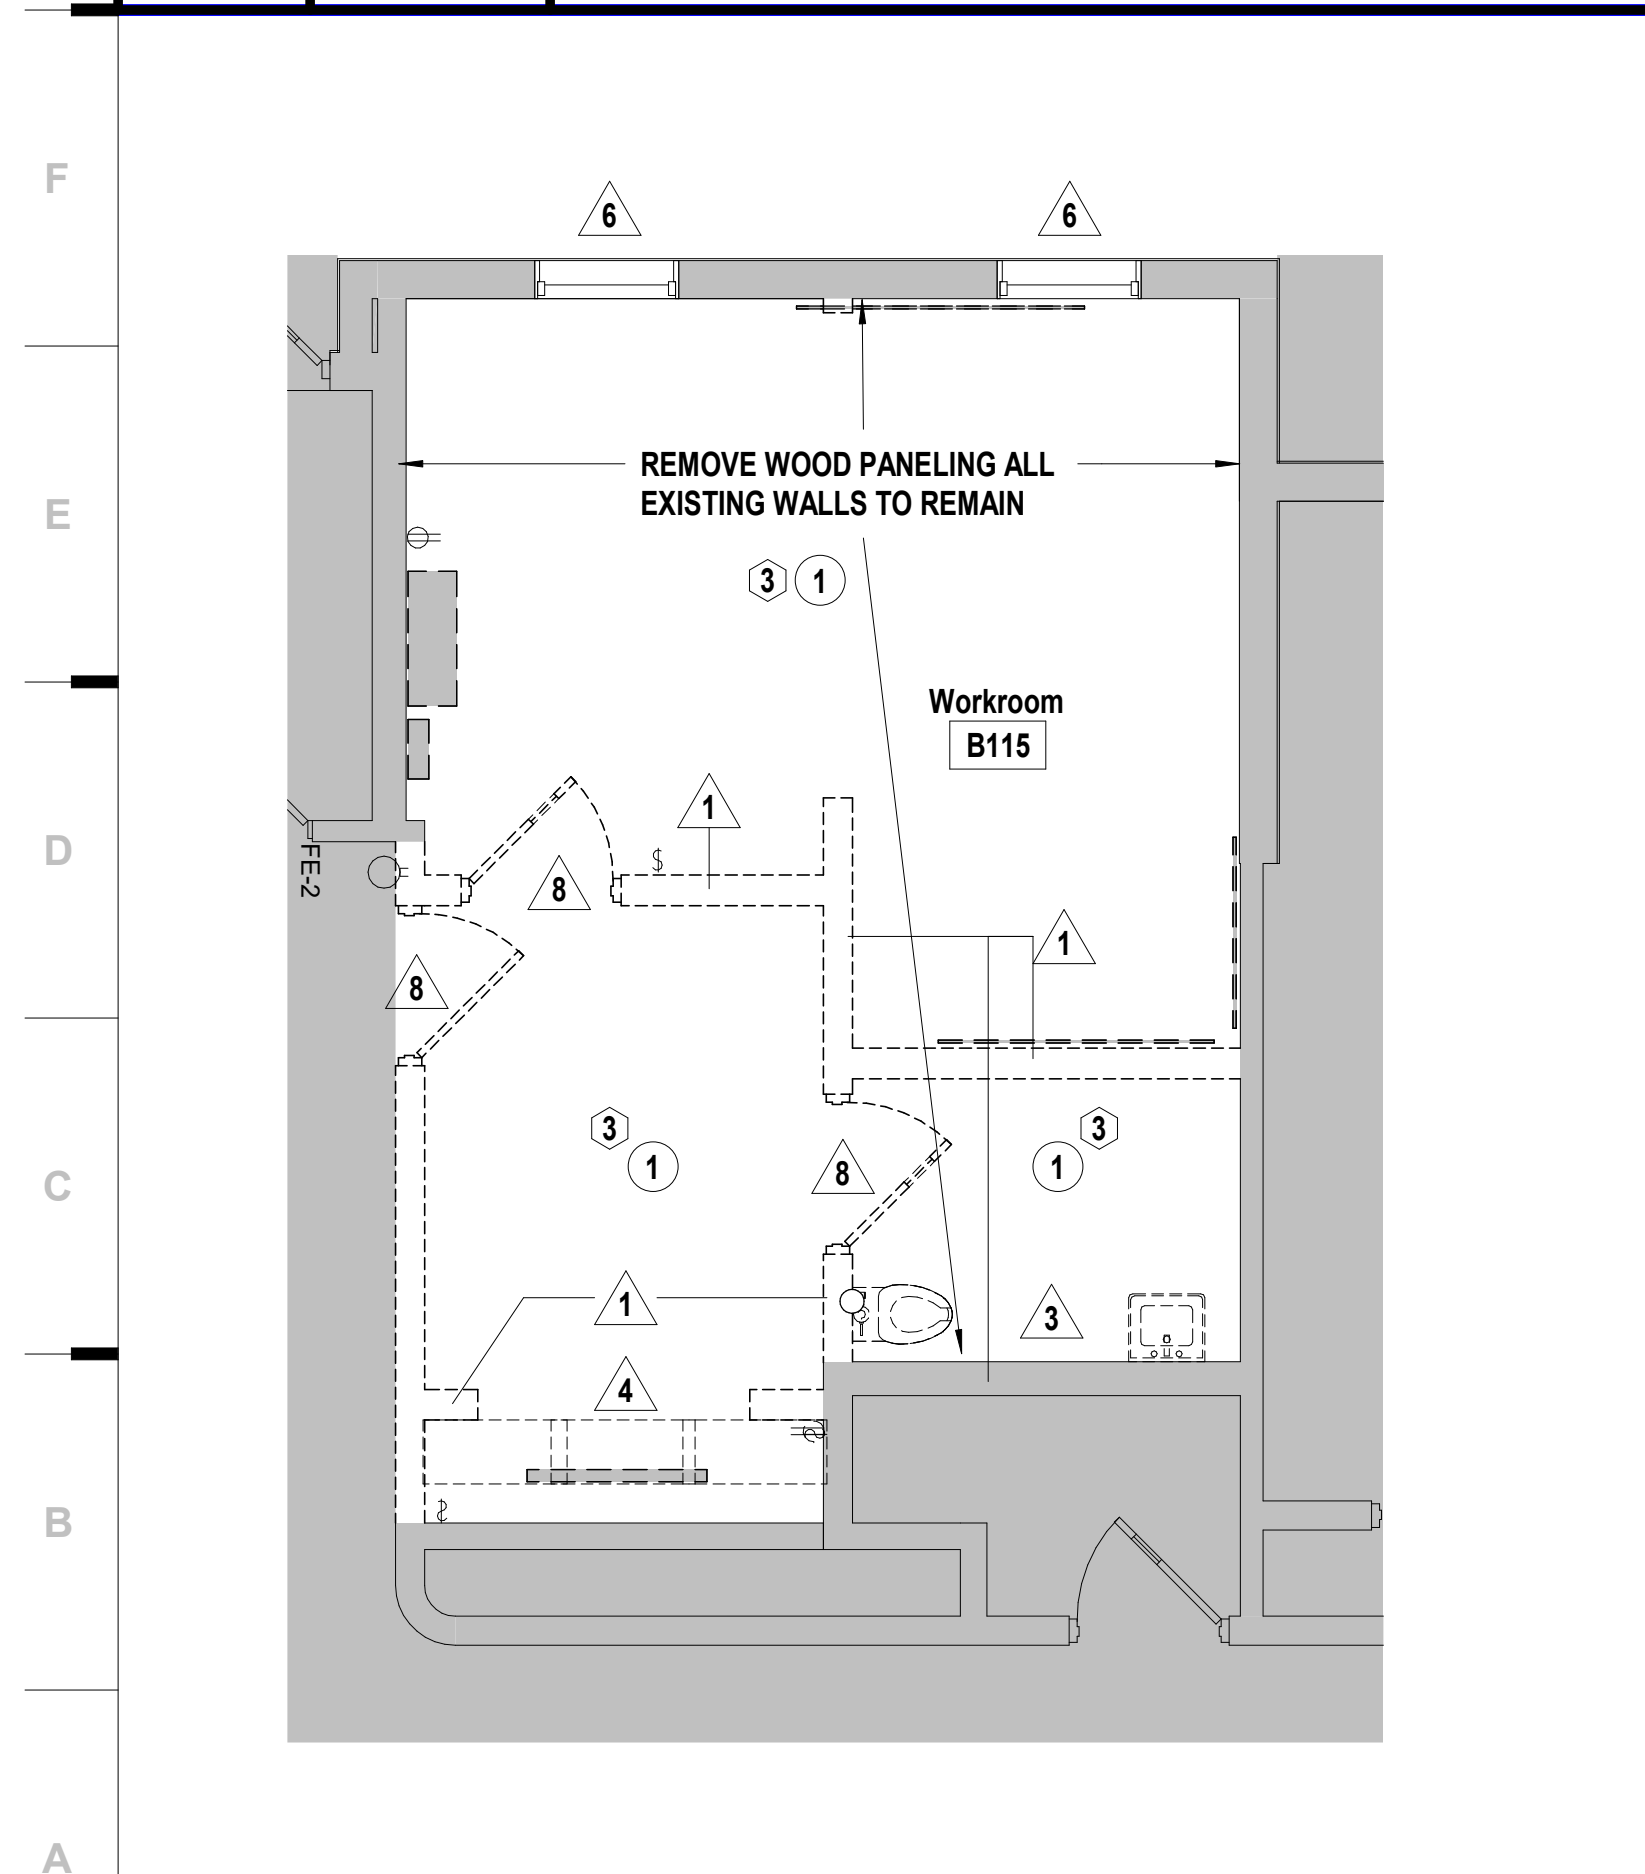 F
6
6
E
REMOVE WOOD PANELING ALL
EXISTING WALLS TO REMAIN
3
1
Workroom
B115
1
D
FE-2
8
1
8
C
3
3
1
1
8
1
3
4
B
A